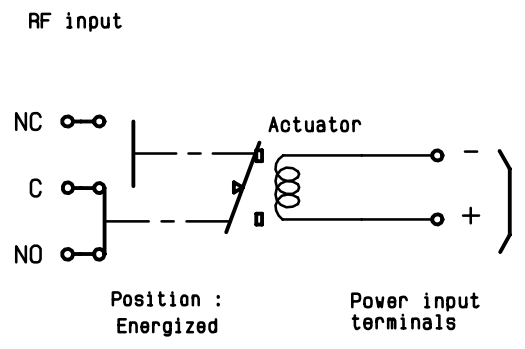 RF input
NC
Actuator
-
C
+
NO
Position :
Energized
Power input
terminals